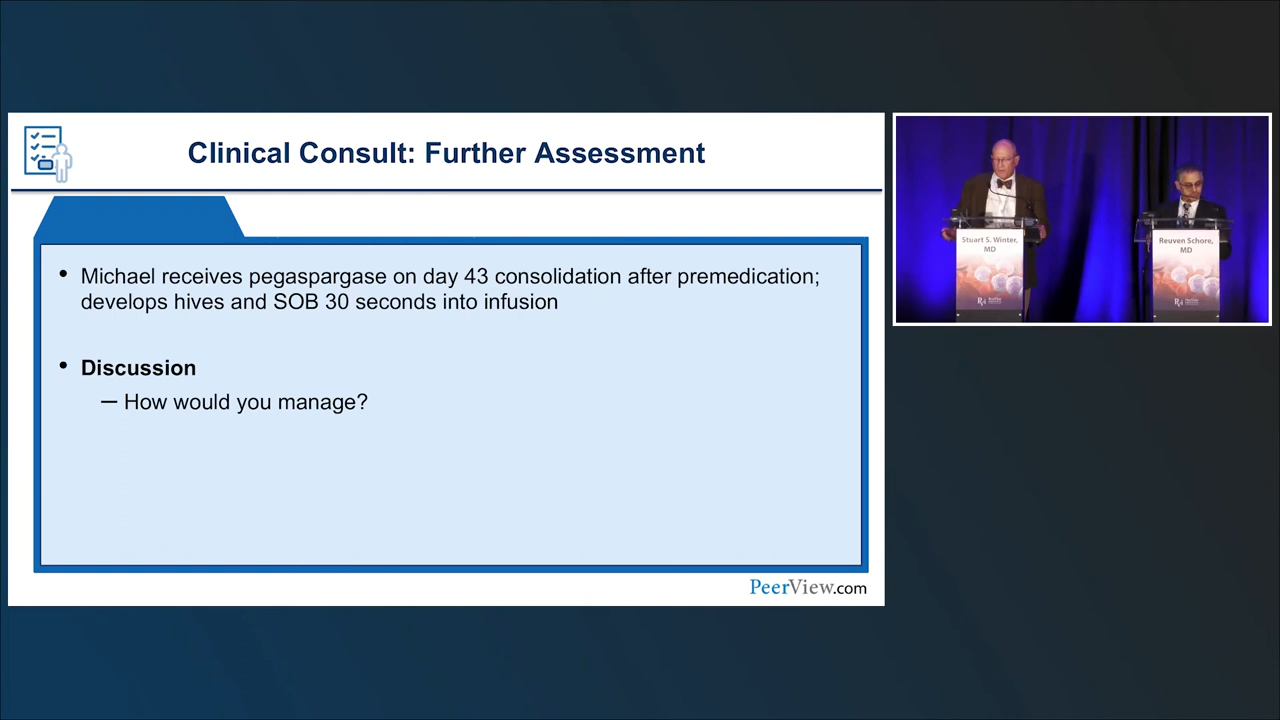 Clinical Consult: Further Assessment
• Michael receives pegaspargase on day 43 consolidation after premedication;
develops hives and SOB 30 seconds into infusion
• Discussion
– How would you manage?
PeerView.com
Stuart S. Winter,
MD
Reuven Schore,
MD